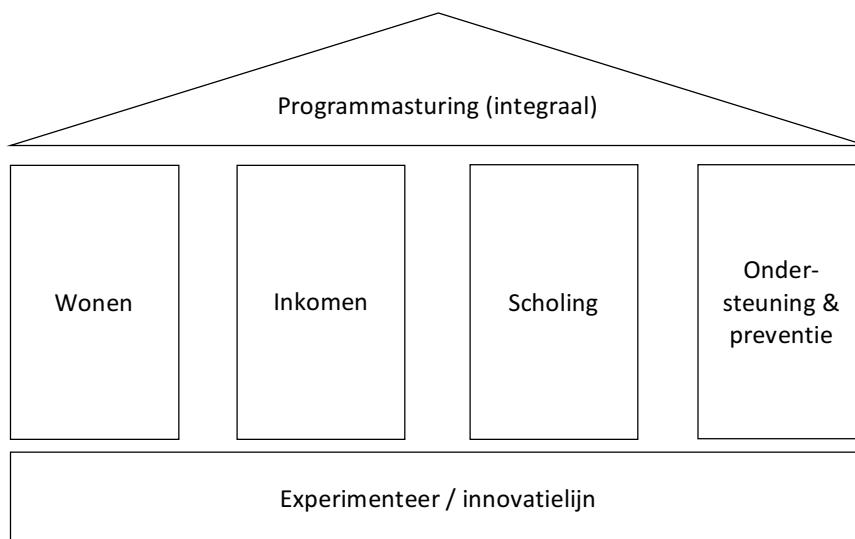 Programmasturing (integraal)
Wonen
Inkomen
Scholing
Onder-
steuning &
preventie
Experimenteer / innovatielijn